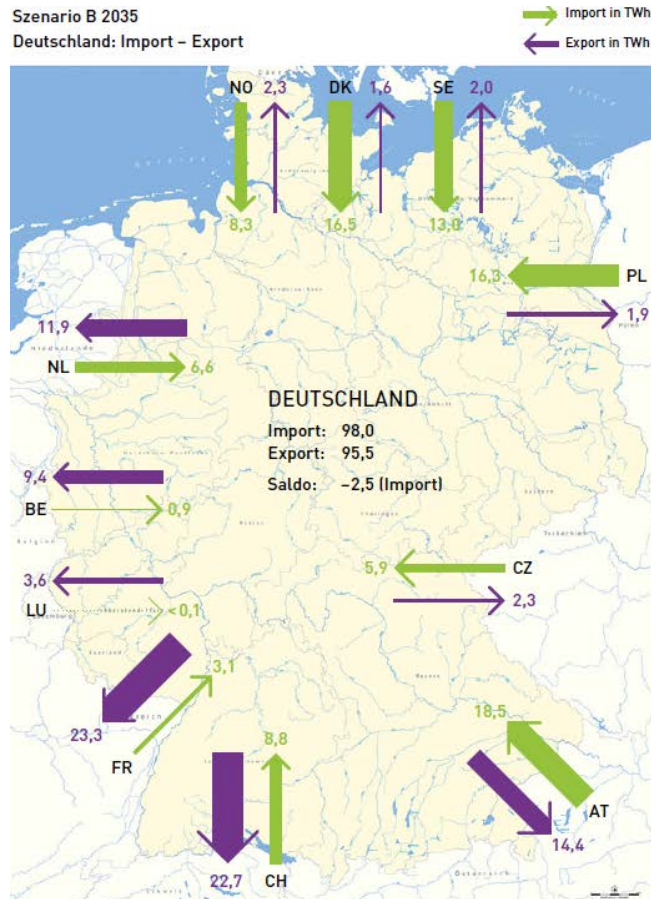 Szenario B 2035
Deutschland: Import – Export
Import in TWh
Export in TWh
NO 2,3 DK 1,6 SE 2,0
8,3 16,5 13,0
16,3 PL
1,9
11,9
NL 6,6
DEUTSCHLAND
Import: 98,0
Export: 95,5
Saldo: –2,5 (Import)
9,4
BE 0,9
5,9 CZ
3,6 2,3
LU <0,1
3,1
23,3
FR
18,5
8,8
AT
14,4
22,7 CH
Österreich